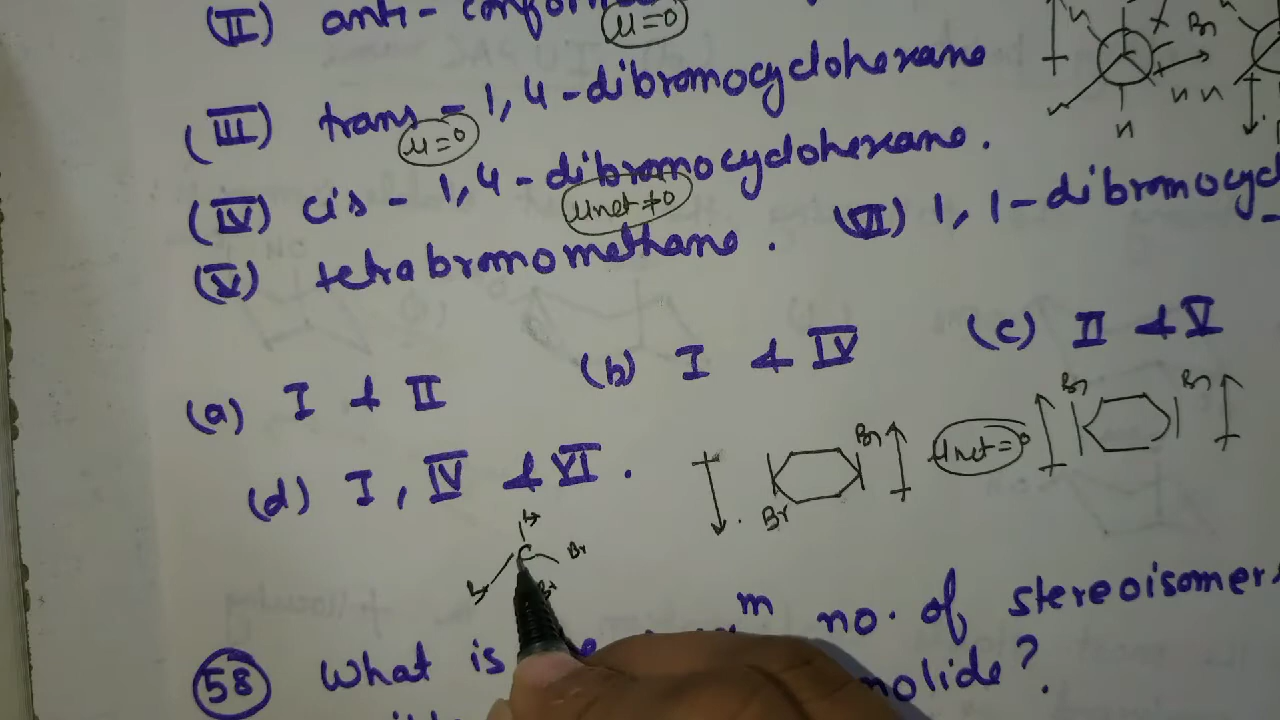 (II) anti-
μ=0
(III) trans - 1,4-dibromocyclohexane
μ=0
(IV) cis - 1,4-dibromocyclohexane.
μnet≠0
(V) tetrabromomethane. (VI) 1,1-dibromocycl
(a) I & II (b) I & IV (c) II & V
(d) I, IV & VI.
Br
Br
μnet=0
Br Br
H
C Br
Br Br
(58) What is m no. of stereoisomers
molide?